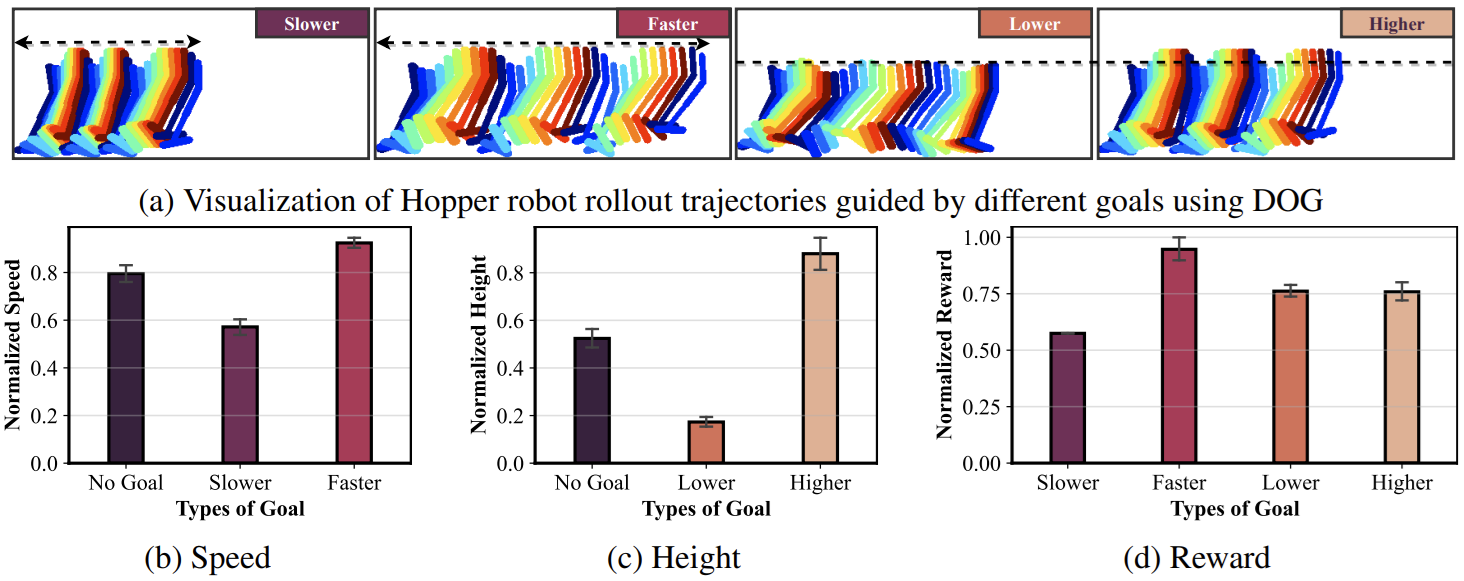 Slower
Faster
Lower
Higher
(a) Visualization of Hopper robot rollout trajectories guided by different goals using DOG
Normalized Speed
0.8
0.6
0.4
0.2
0.0
No Goal Slower Faster
Types of Goal
(b) Speed
Normalized Height
0.8
0.6
0.4
0.2
0.0
No Goal Lower Higher
Types of Goal
(c) Height
Normalized Reward
1.00
0.75
0.50
0.25
0.00
Slower Faster Lower Higher
Types of Goal
(d) Reward